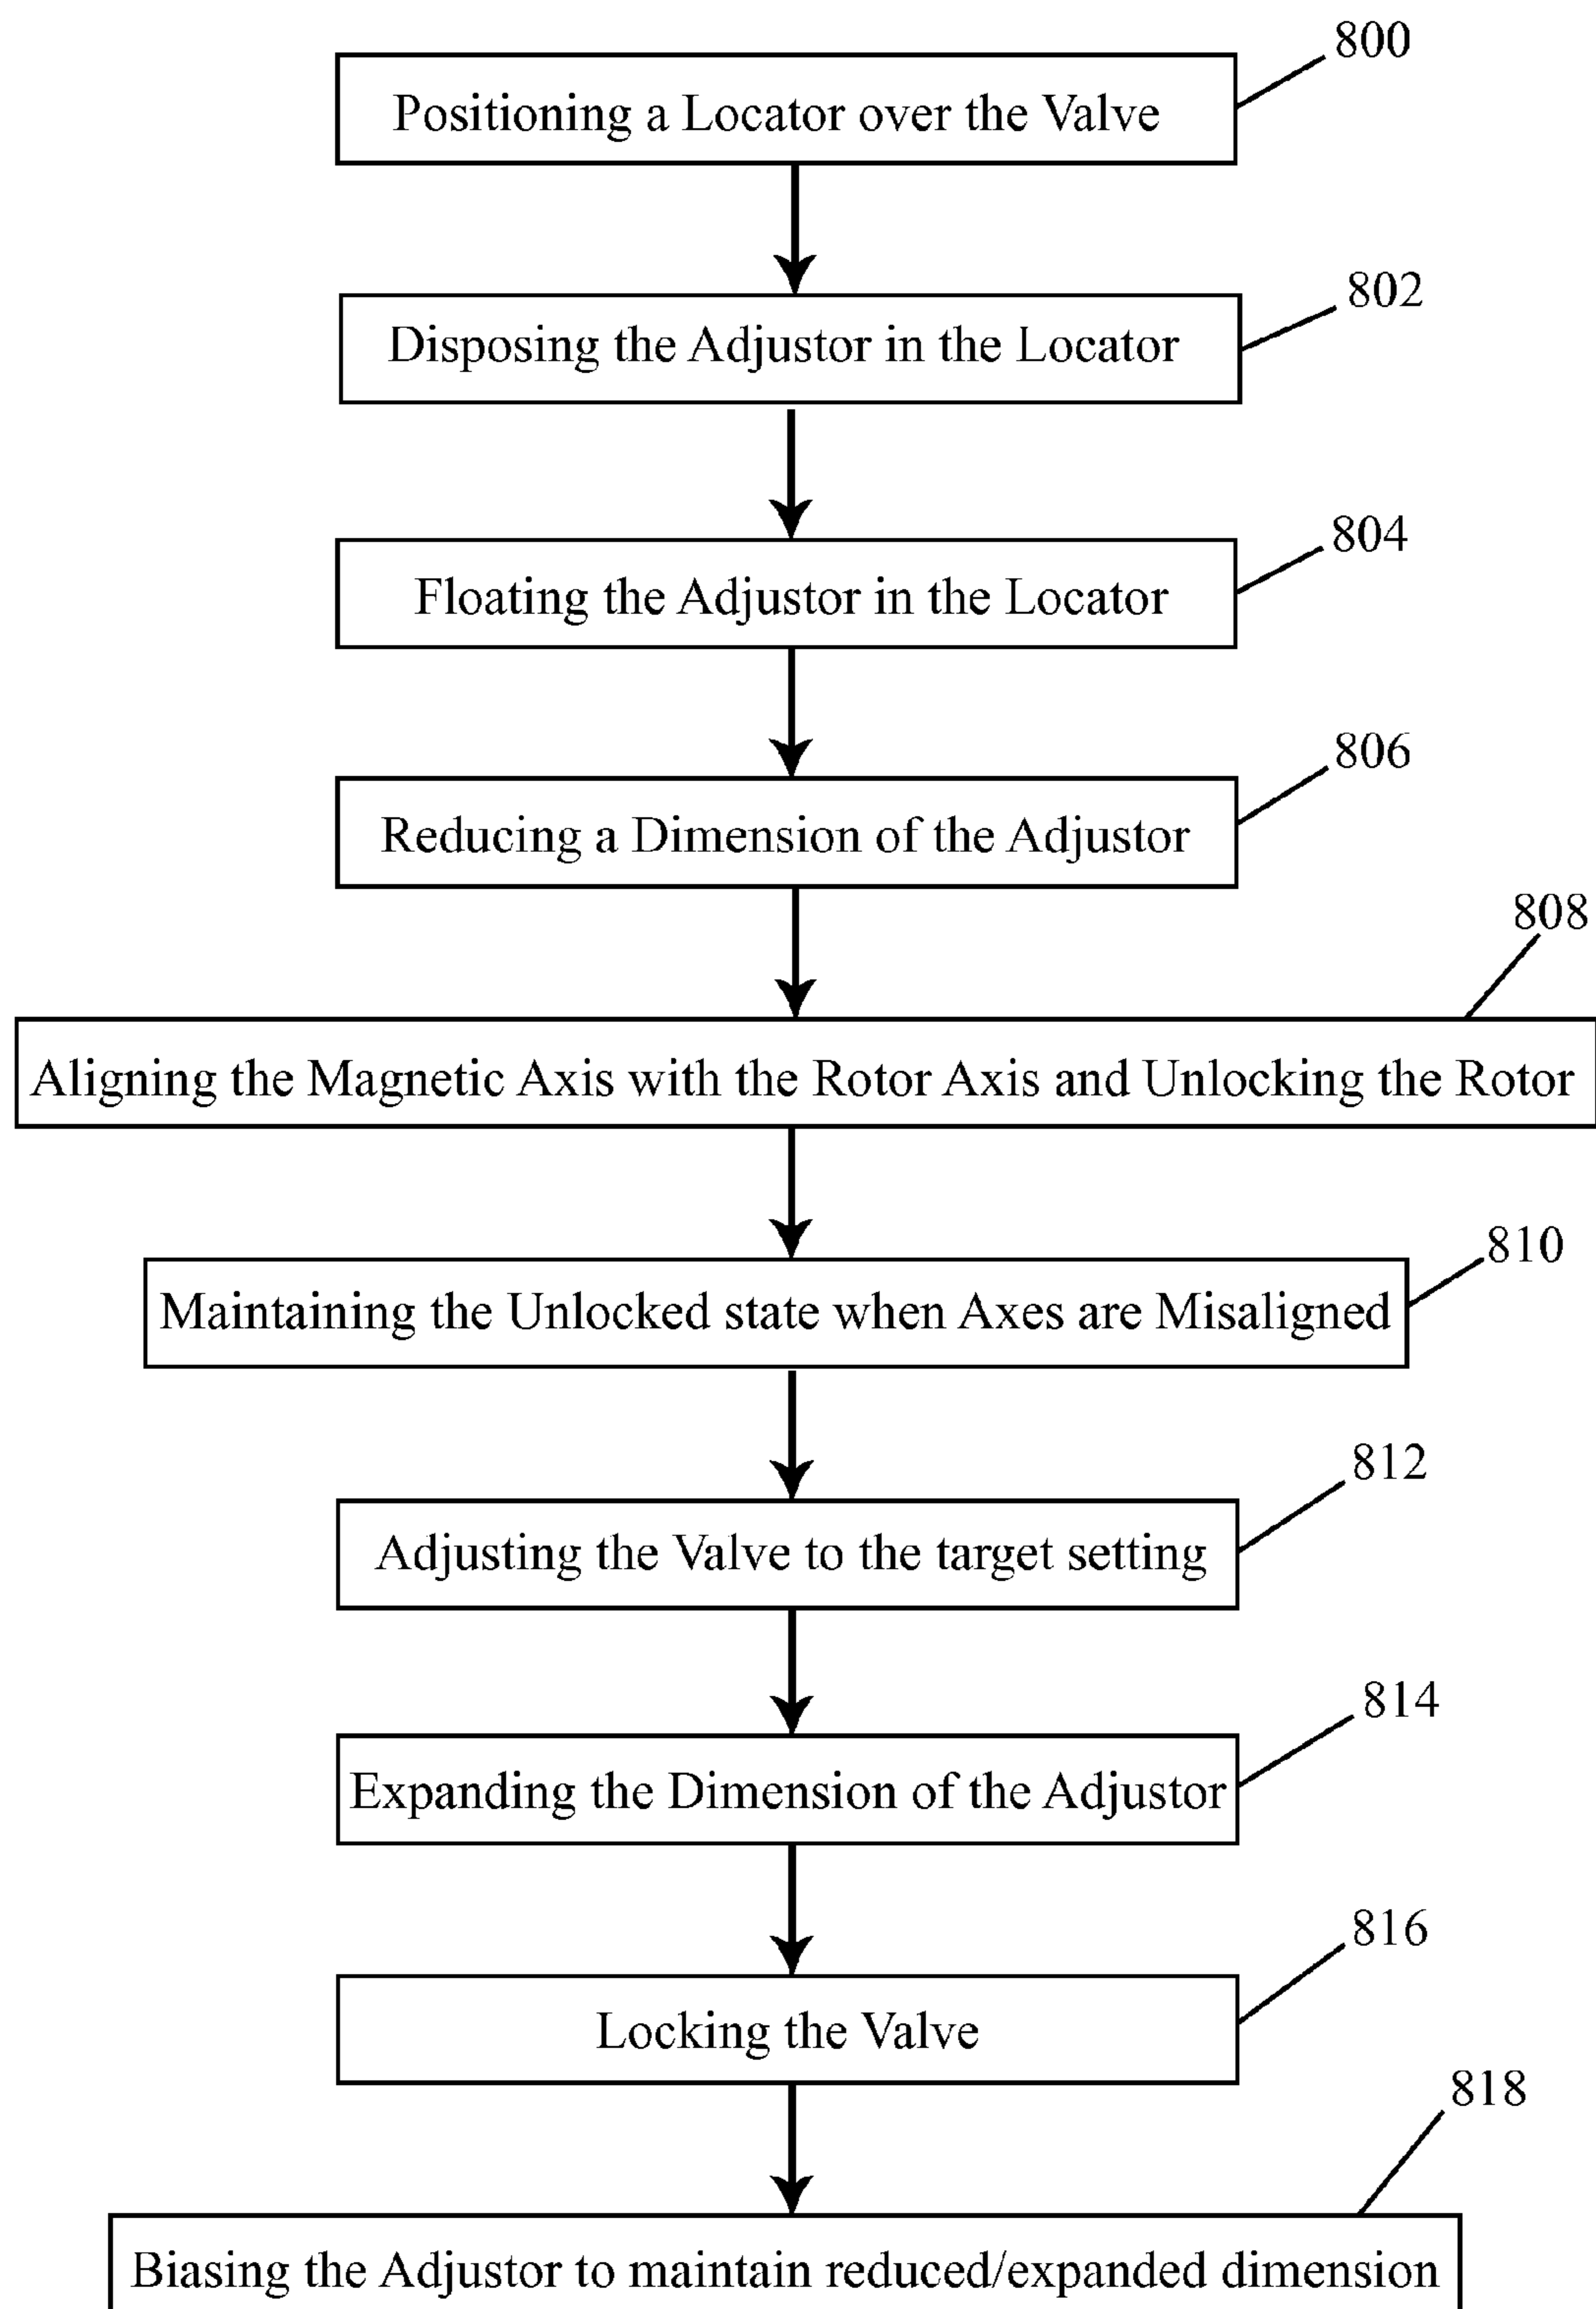 800
Positioning a Locator over the Valve
802
Disposing the Adjustor in the Locator
804
Floating the Adjustor in the Locator
806
Reducing a Dimension of the Adjustor
808
Aligning the Magnetic Axis with the Rotor Axis and Unlocking the Rotor
810
Maintaining the Unlocked state when Axes are Misaligned
812
Adjusting the Valve to the target setting
814
Expanding the Dimension of the Adjustor
816
Locking the Valve
818
Biasing the Adjustor to maintain reduced/expanded dimension